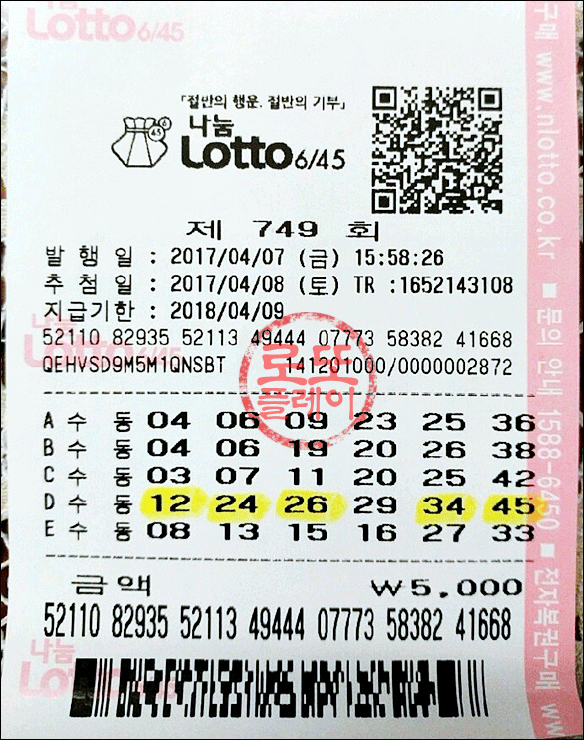 나눔
Lotto 6/45
「절반의 행운. 절반의 기부」
나눔
Lotto 6/45
제 749 회
발 행 일 : 2017/04/07 (금) 15:58:26
추 첨 일 : 2017/04/08 (토) TR :1652143108
지급기한 : 2018/04/09
52110 82935 52113 49444 07773 58382 41668
QEHVSD9M5M1QNSBT 141201000/0000002872
로또
플레이
A 수 동 04 06 09 23 25 36
B 수 동 04 06 19 20 26 38
C 수 동 03 07 11 20 25 42
D 수 동 12 24 26 29 34 45
E 수 동 08 13 15 16 27 33
금액 ₩5,000
52110 82935 52113 49444 07773 58382 41668
나눔
Lotto
구매 www.nlotto.co.kr ■ 문의 안내 1588-6450 ■ 전자복권구매 ww